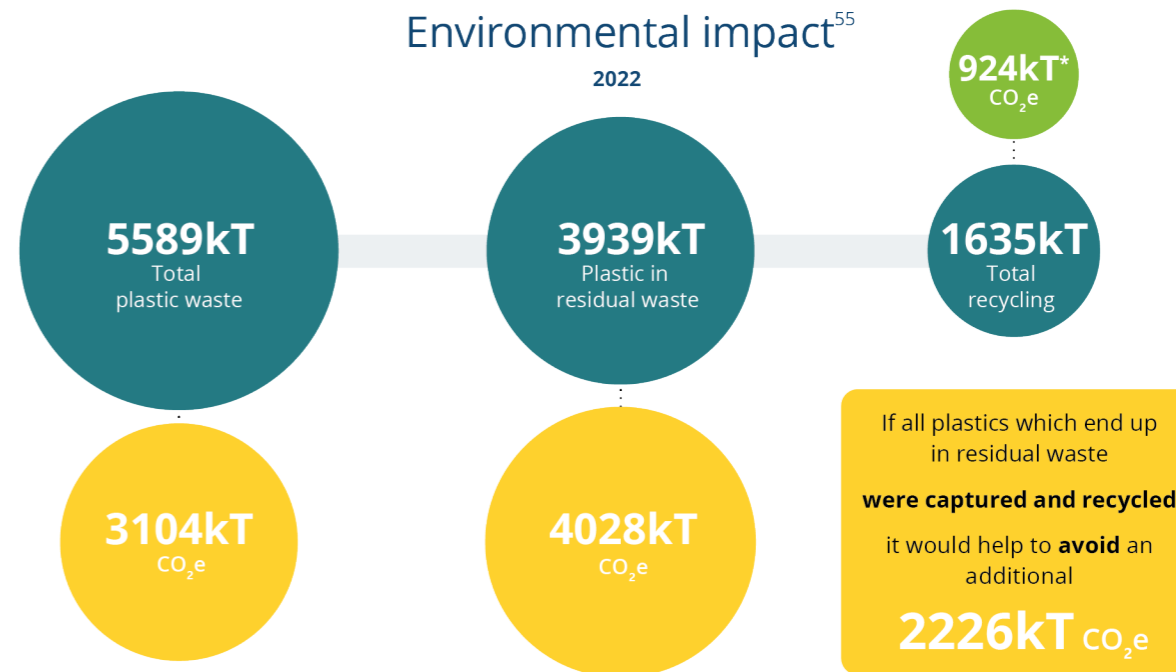 Environmental impact55
2022
5589kT
Total
plastic waste
3939kT
Plastic in
residual waste
924kT*
CO2e
1635kT
Total
recycling
3104kT
CO2e
4028kT
CO2e
If all plastics which end up
in residual waste
were captured and recycled
it would help to avoid an
additional
2226kT CO2e